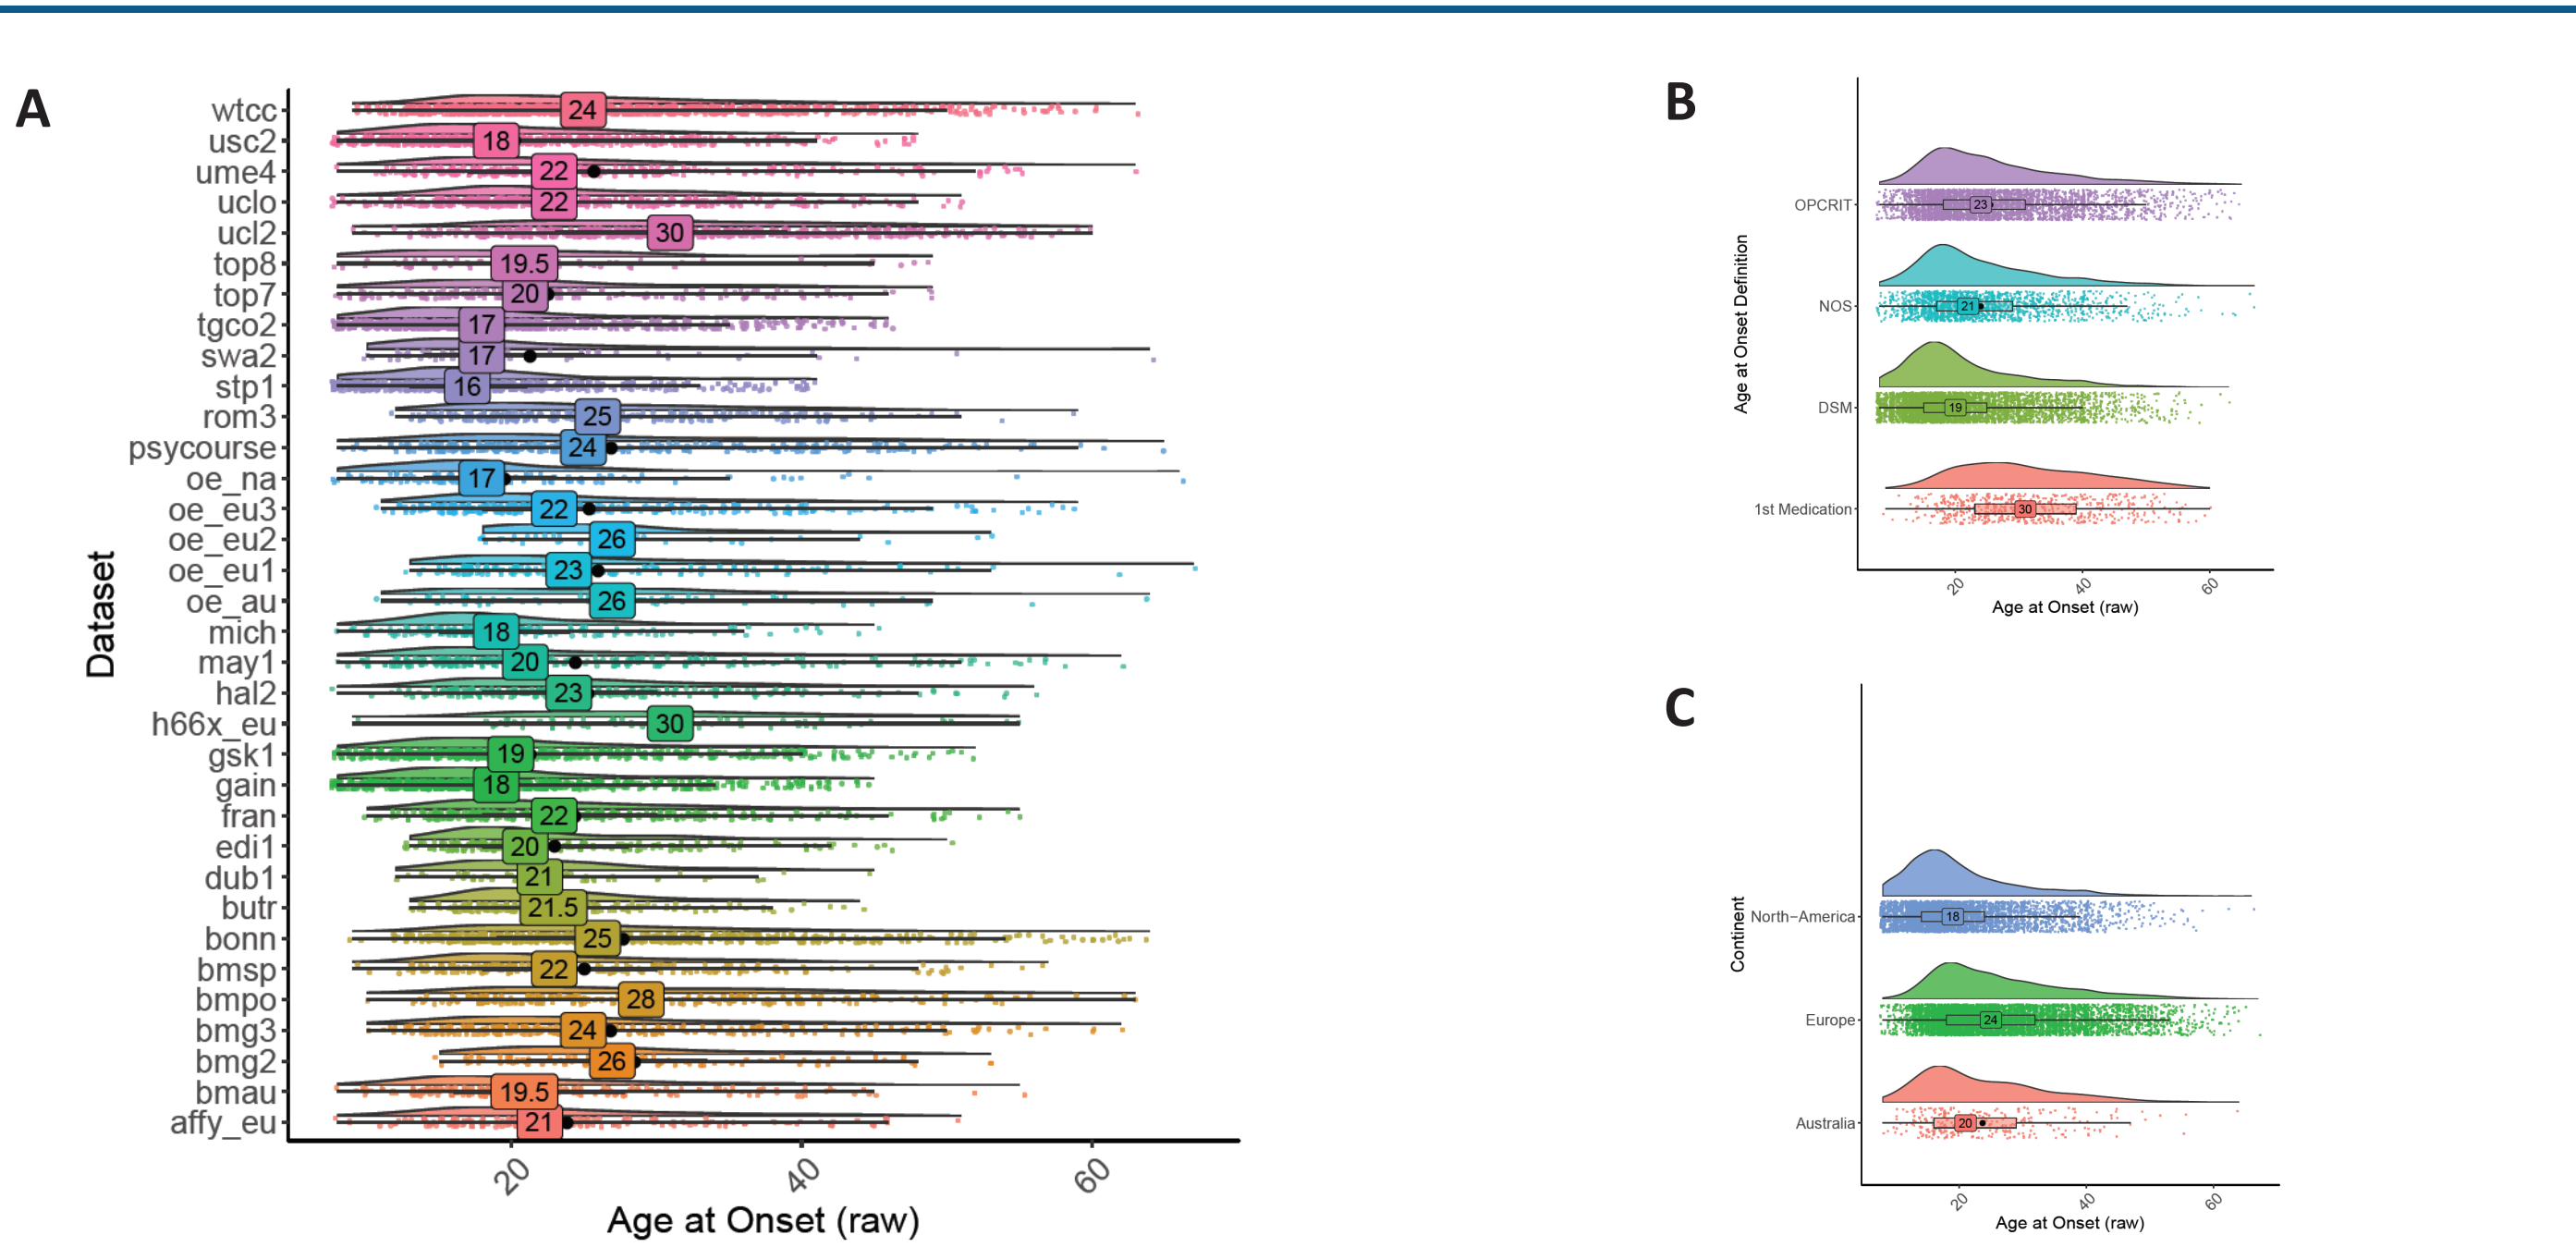 A
wtcc 24
usc2 18
ume4 22
uclo 22
ucl2 30
top8 19.5
top7 20
tgco2 17
swa2 17
stp1 16
rom3 25
psycourse 24
oe_na 17
oe_eu3 22
oe_eu2 26
oe_eu1 23
oe_au 26
mich 18
may1 20
hal2 23
h66x_eu 30
gsk1 19
gain 18
fran 22
edi1 20
dub1 21
butr 21.5
bonn 25
bmsp 22
bmpo 28
bmg3 24
bmg2 26
bmau 19.5
affy_eu 21
Dataset
20 40 60
Age at Onset (raw)
B
OPCRIT 23
NOS 21
DSM 19
1st Medication 30
Age at Onset Definition
20 40 60
Age at Onset (raw)
C
North−America 18
Europe 24
Australia 20
Continent
20 40 60
Age at Onset (raw)